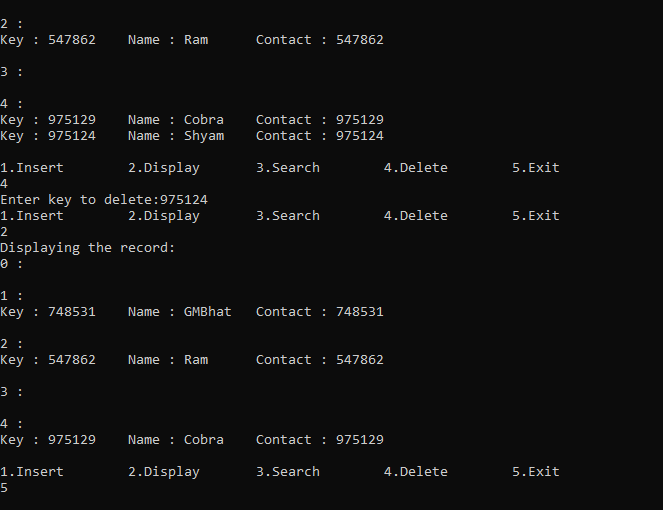 2 :
Key : 547862    Name : Ram      Contact : 547862
3 :
4 :
Key : 975129    Name : Cobra    Contact : 975129
Key : 975124    Name : Shyam    Contact : 975124
1.Insert        2.Display       3.Search        4.Delete        5.Exit
4
Enter key to delete:975124
1.Insert        2.Display       3.Search        4.Delete        5.Exit
2
Displaying the record:
0 :
1 :
Key : 748531    Name : GMBhat   Contact : 748531
2 :
Key : 547862    Name : Ram      Contact : 547862
3 :
4 :
Key : 975129    Name : Cobra    Contact : 975129
1.Insert        2.Display       3.Search        4.Delete        5.Exit
5